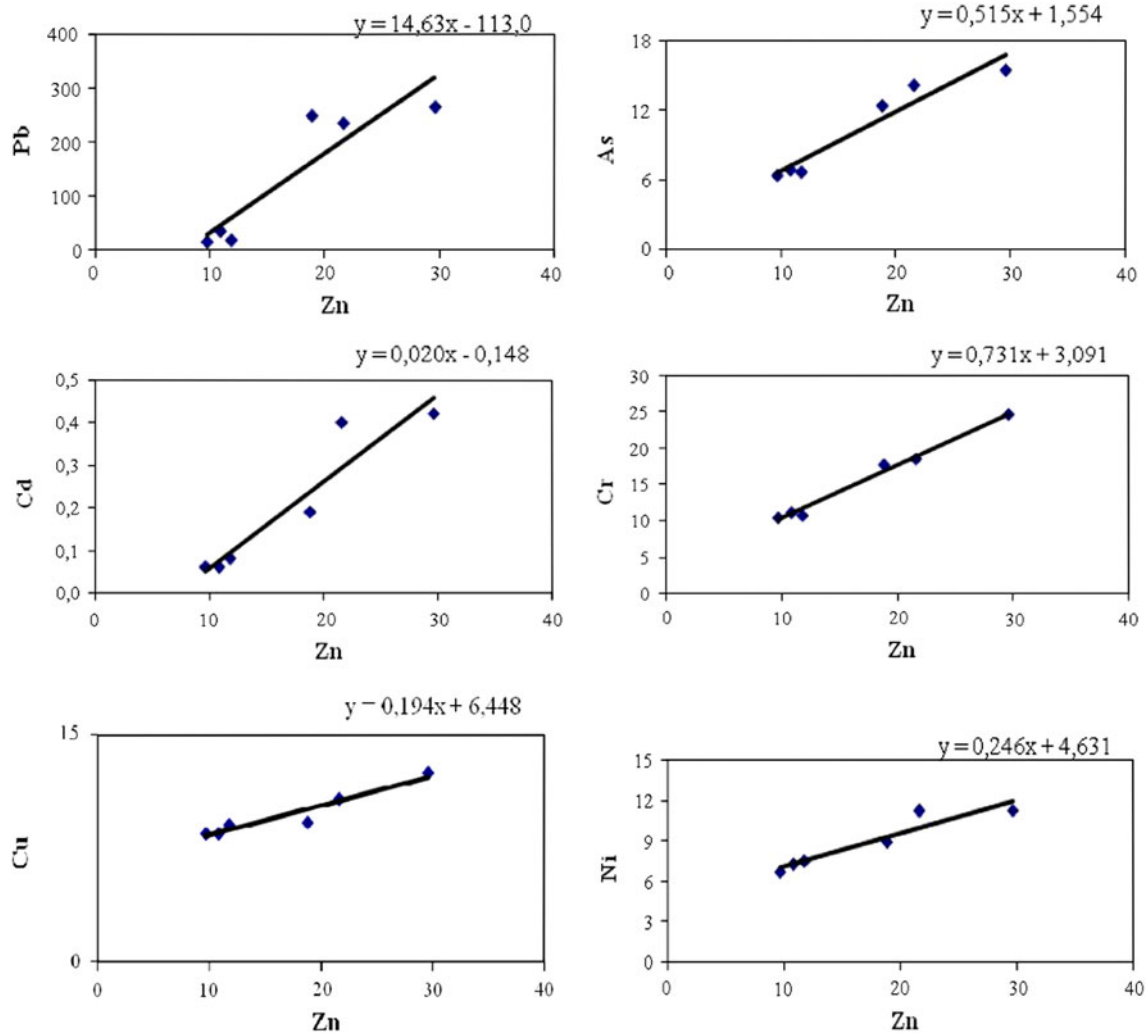 y = 14,63x - 113,0
400
300
200
100
0
Pb
0 10 20 30 40
Zn
y = 0,515x + 1,554
18
12
6
0
As
0 10 20 30 40
Zn
y = 0,020x - 0,148
0,5
0,4
0,3
0,2
0,1
0,0
Cd
0 10 20 30 40
Zn
y = 0,731x + 3,091
30
25
20
15
10
5
0
Cr
0 10 20 30 40
Zn
y = 0,194x + 6,448
15
0
Cu
0 10 20 30 40
Zn
y = 0,246x + 4,631
15
12
9
6
3
0
Ni
0 10 20 30 40
Zn